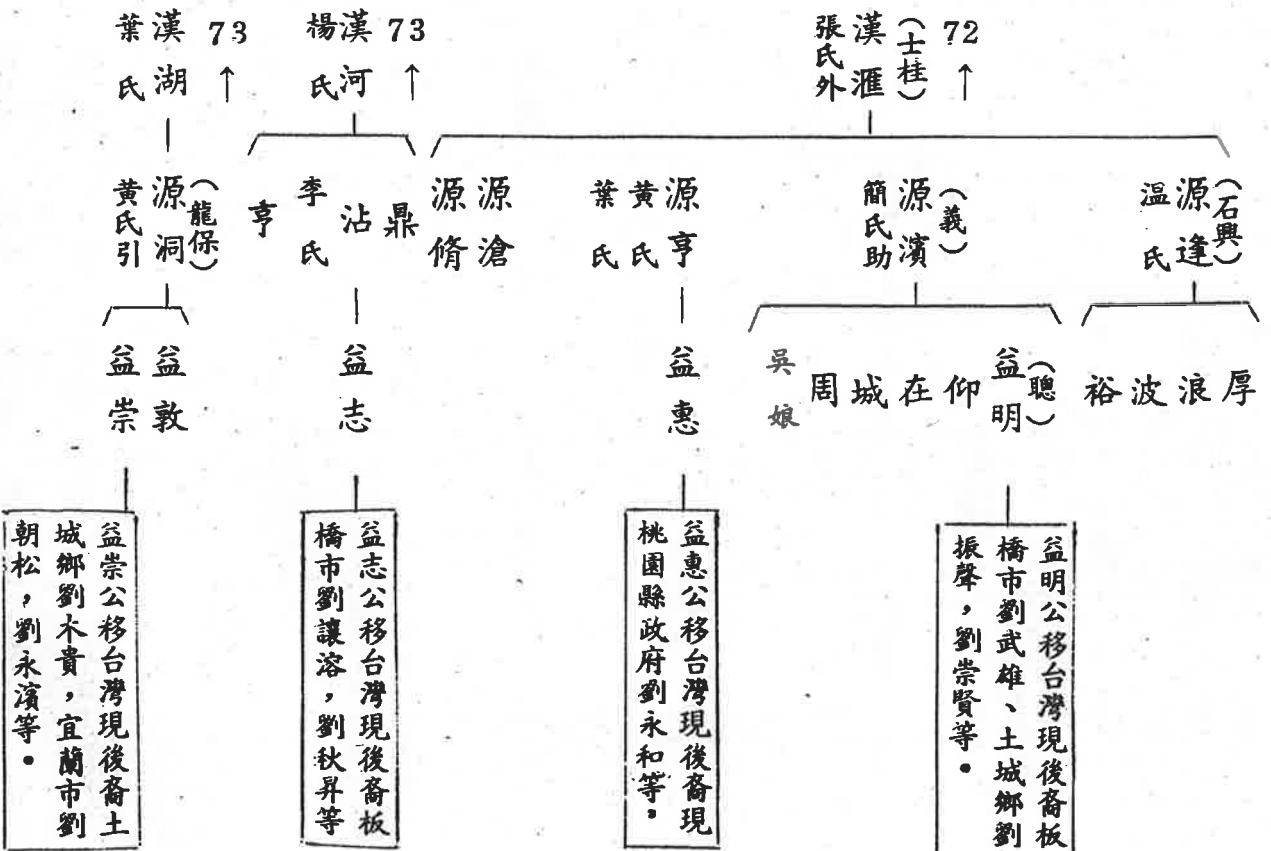 72
↑
漢滙（士桂）
張氏外
源逢（石興）
温氏
厚
浪
波
裕
源濱（義）
簡氏助
益明（聰）
仰
在
城
周
吳娘
益明公移台灣現後裔板
橋市劉武雄、土城鄉劉
振聲，劉崇賢等。
源亨
黃氏
葉氏
益惠
益惠公移台灣現後裔現
桃園縣政府劉永和等。
源滄
源脩
73
↑
漢河
楊氏
鼎
沾
李氏
亨
益志
益志公移台灣現後裔板
橋市劉讓溶，劉秋昇等
73
↑
漢湖
葉氏
源洞（龍保）
黃氏引
益敦
益崇
益崇公移台灣現後裔土
城鄉劉木貴，宜蘭市劉
朝松，劉永濱等。